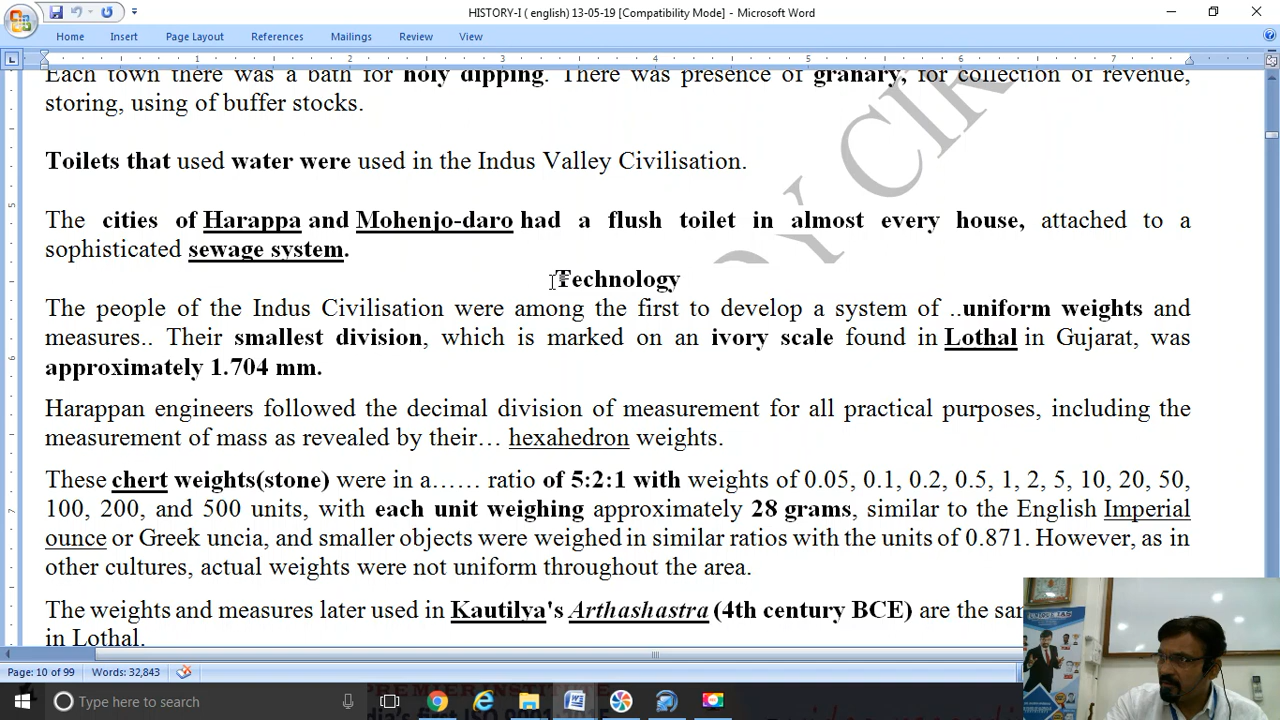 HISTORY-I ( english) 13-05-19 [Compatibility Mode] - Microsoft Word
Home Insert Page Layout References Mailings Review View
1 2 3 4 5 6 7
Each town there was a bath for holy dipping. There was presence of granary, for collection of revenue,
storing, using of buffer stocks.
Toilets that used water were used in the Indus Valley Civilisation.
The cities of Harappa and Mohenjo-daro had a flush toilet in almost every house, attached to a
sophisticated sewage system.
Technology
The people of the Indus Civilisation were among the first to develop a system of ..uniform weights and
measures.. Their smallest division, which is marked on an ivory scale found in Lothal in Gujarat, was
approximately 1.704 mm.
Harappan engineers followed the decimal division of measurement for all practical purposes, including the
measurement of mass as revealed by their… hexahedron weights.
These chert weights(stone) were in a…… ratio of 5:2:1 with weights of 0.05, 0.1, 0.2, 0.5, 1, 2, 5, 10, 20, 50,
100, 200, and 500 units, with each unit weighing approximately 28 grams, similar to the English Imperial
ounce or Greek uncia, and smaller objects were weighed in similar ratios with the units of 0.871. However, as in
other cultures, actual weights were not uniform throughout the area.
The weights and measures later used in Kautilya's Arthashastra (4th century BCE) are the
in Lothal.
Page: 10 of 99 Words: 32,843
Type here to search